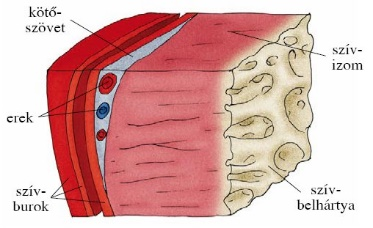 kötő-
szövet
erek
szív-
burok
szív-
izom
szív-
belhártya